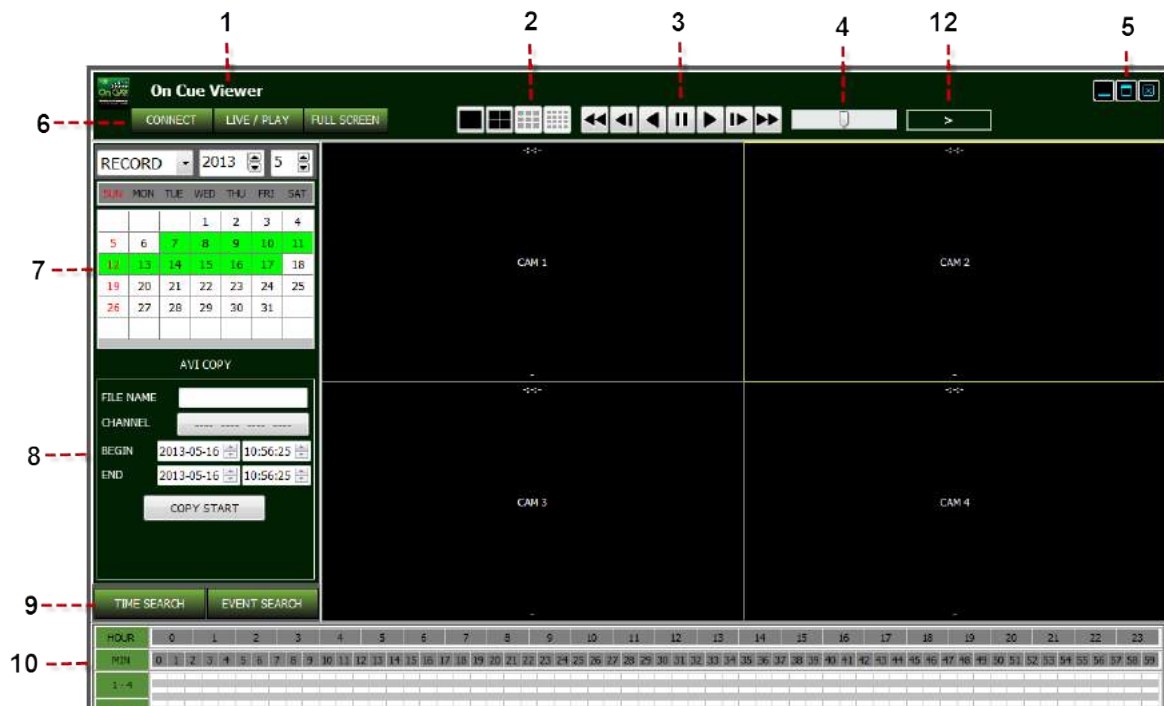 1 2 3 4 12 5
On Cue Viewer
6 CONNECT LIVE / PLAY FULL SCREEN >
RECORD 2013 5
SUN MON TUE WED THU FRI SAT
1 2 3 4
5 6 7 8 9 10 11
7 12 13 14 15 16 17 18
19 20 21 22 23 24 25
26 27 28 29 30 31
-:-:-
CAM 1
-
-:-:-
CAM 2
-
AVI COPY
FILE NAME
CHANNEL ---- ---- ---- ----
8 BEGIN 2013-05-16 10:56:25
END 2013-05-16 10:56:25
COPY START
-:-:-
CAM 3
-
CAM 4
-
9 TIME SEARCH EVENT SEARCH
HOUR 0 1 2 3 4 5 6 7 8 9 10 11 12 13 14 15 16 17 18 19 20 21 22 23
10 MIN 0 1 2 3 4 5 6 7 8 9 10 11 12 13 14 15 16 17 18 19 20 21 22 23 24 25 26 27 28 29 30 31 32 33 34 35 36 37 38 39 40 41 42 43 44 45 46 47 48 49 50 51 52 53 54 55 56 57 58 59
1 - 4